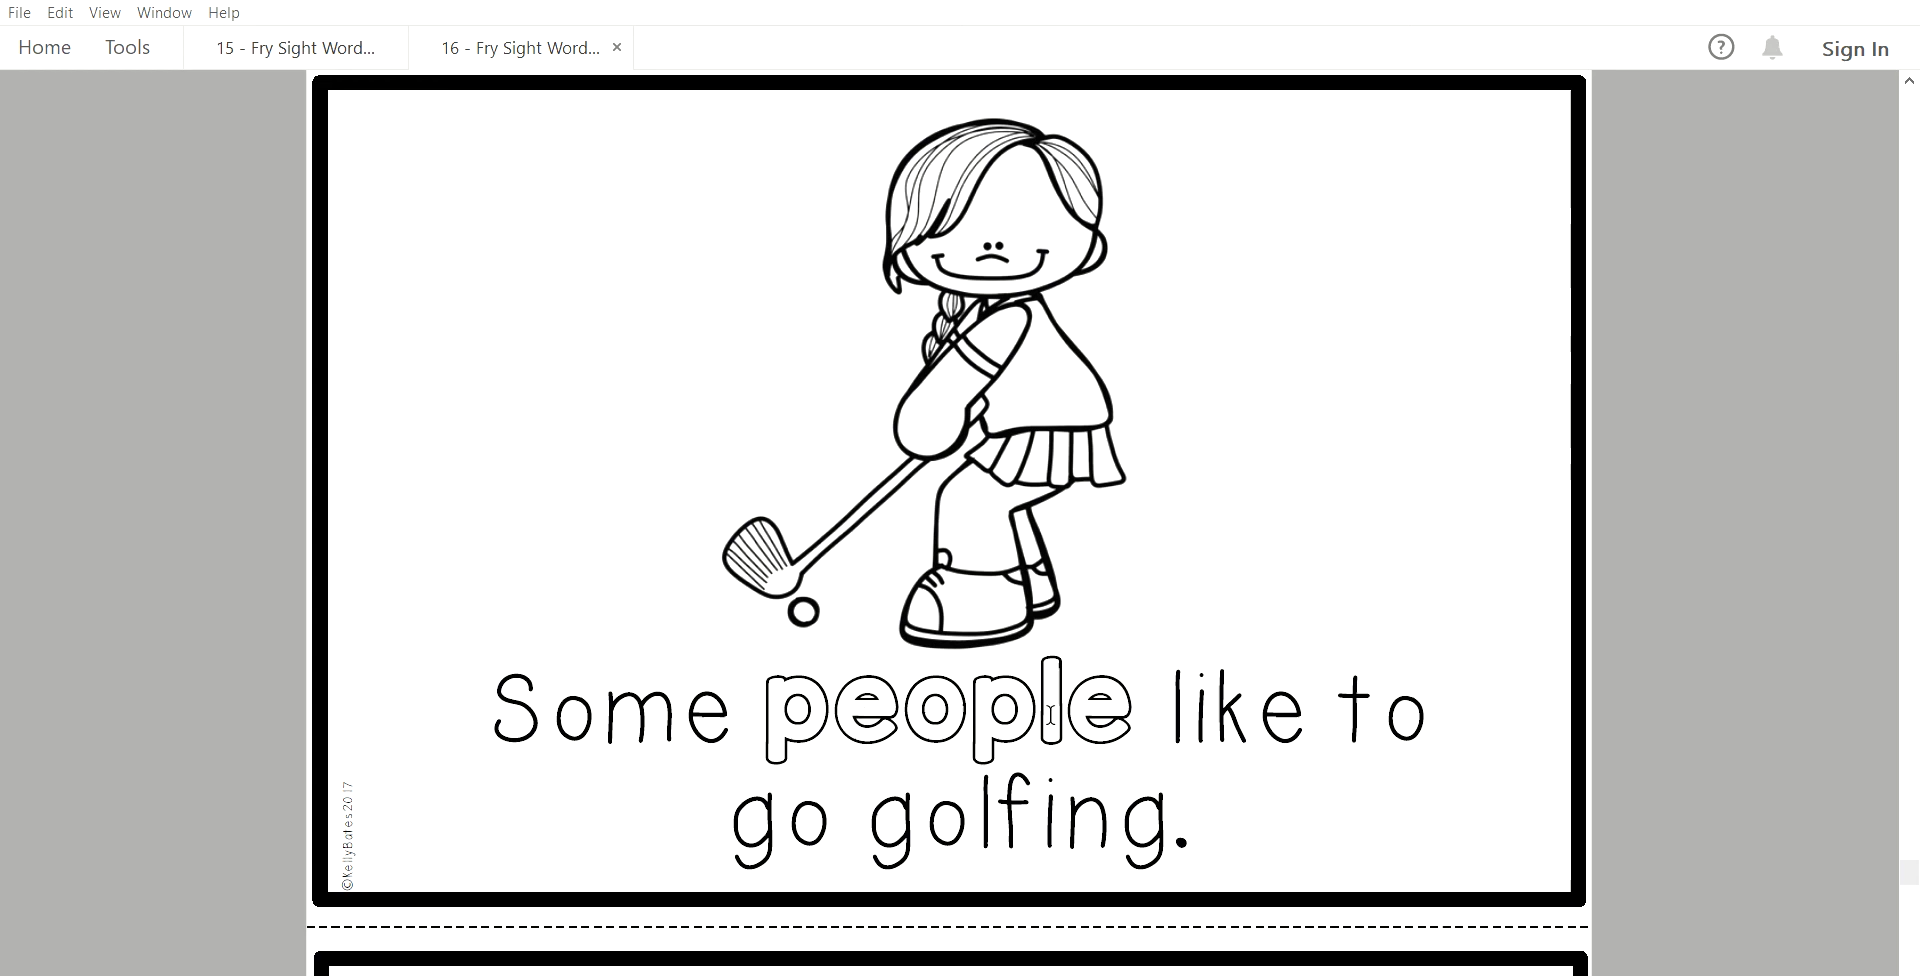 File Edit View Window Help
Home Tools 15 - Fry Sight Word... 16 - Fry Sight Word... × ? Sign In
Some people like to
go golfing.
©KellyBates2017